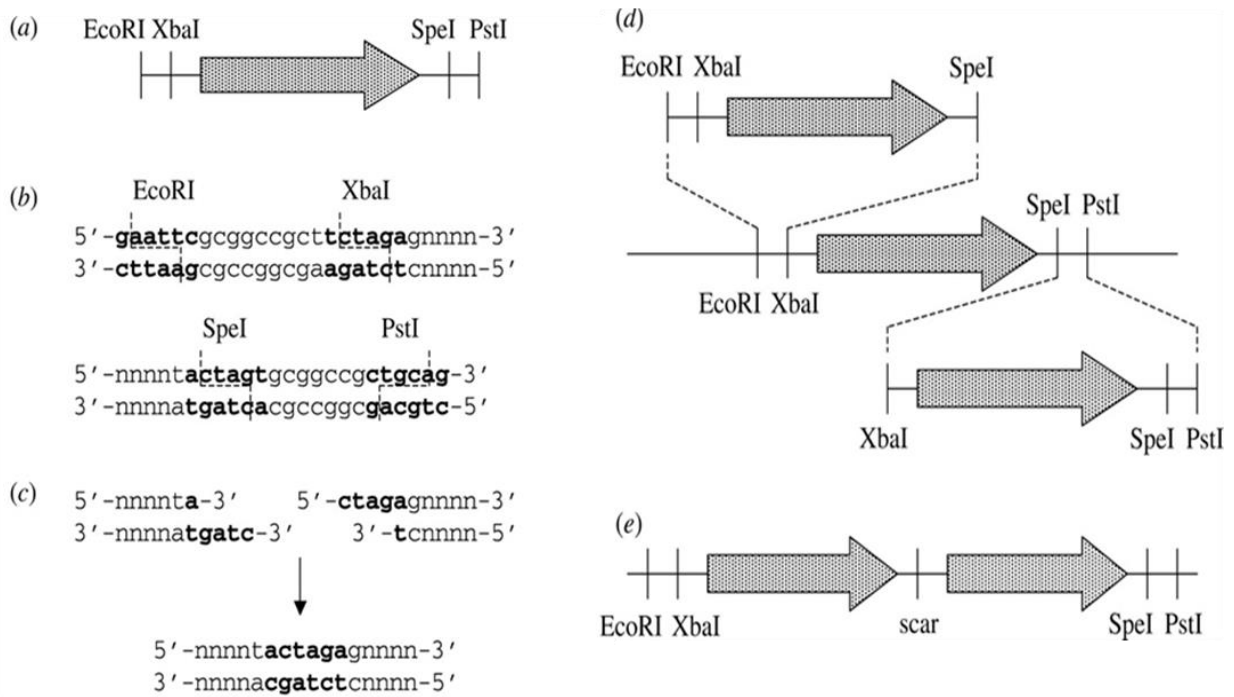 (a)
EcoRI XbaI SpeI PstI
(b)
EcoRI XbaI
5′-gaattcgcggccgcttctagagnnnn-3′
3′-cttaagcgccggcgaagatctcnnnn-5′
SpeI PstI
5′-nnnntactagtgcggccgctgcag-3′
3′-nnnnatgatcacgccggcgacgtc-5′
(c)
5′-nnnnta-3′ 5′-ctagagnnnn-3′
3′-nnnnatgatc-3′ 3′-tcnnnn-5′
5′-nnnntactagagnnnn-3′
3′-nnnnacgatctcnnnn-5′
(d)
EcoRI XbaI SpeI
SpeI PstI
EcoRI XbaI
XbaI SpeI PstI
(e)
EcoRI XbaI scar SpeI PstI